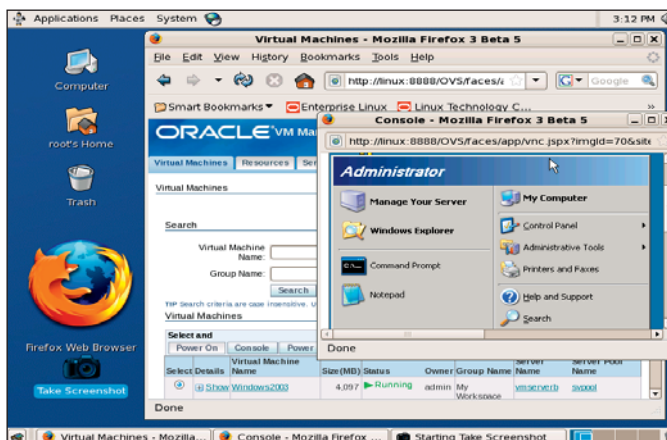 Applications Places System
3:12 PM
Computer
root's Home
Trash
Firefox Web Browser
Take Screenshot
Virtual Machines - Mozilla Firefox 3 Beta 5
File Edit View History Bookmarks Tools Help
http://linux:8888/OVS/faces/a
Google
Smart Bookmarks
Enterprise Linux
Linux Technology C...
»
ORACLE VM Ma
Virtual Machines Resources Ser
Virtual Machines
Search
Virtual Machine
Name:
Group Name:
Search
TIP Search criteria are case insensitive. U
Virtual Machines
Select and
Power On Console Power
Select Details Virtual Machine Name Size(MB) Status Owner Group Name Server Name Server Pool Name
Show Windows2003 4,097 Running admin My Workspace vmserverb svpool
Done
Console - Mozilla Firefox 3 Beta 5
http://linux:8888/OVS/faces/app/vnc.jspx?imgId=70&site
Administrator
Manage Your Server
Windows Explorer
Command Prompt
Notepad
My Computer
Control Panel
Administrative Tools
Printers and Faxes
Help and Support
Search
Done
Virtual Machines - Mozilla...
Console - Mozilla Firefox ...
Starting Take Screenshot